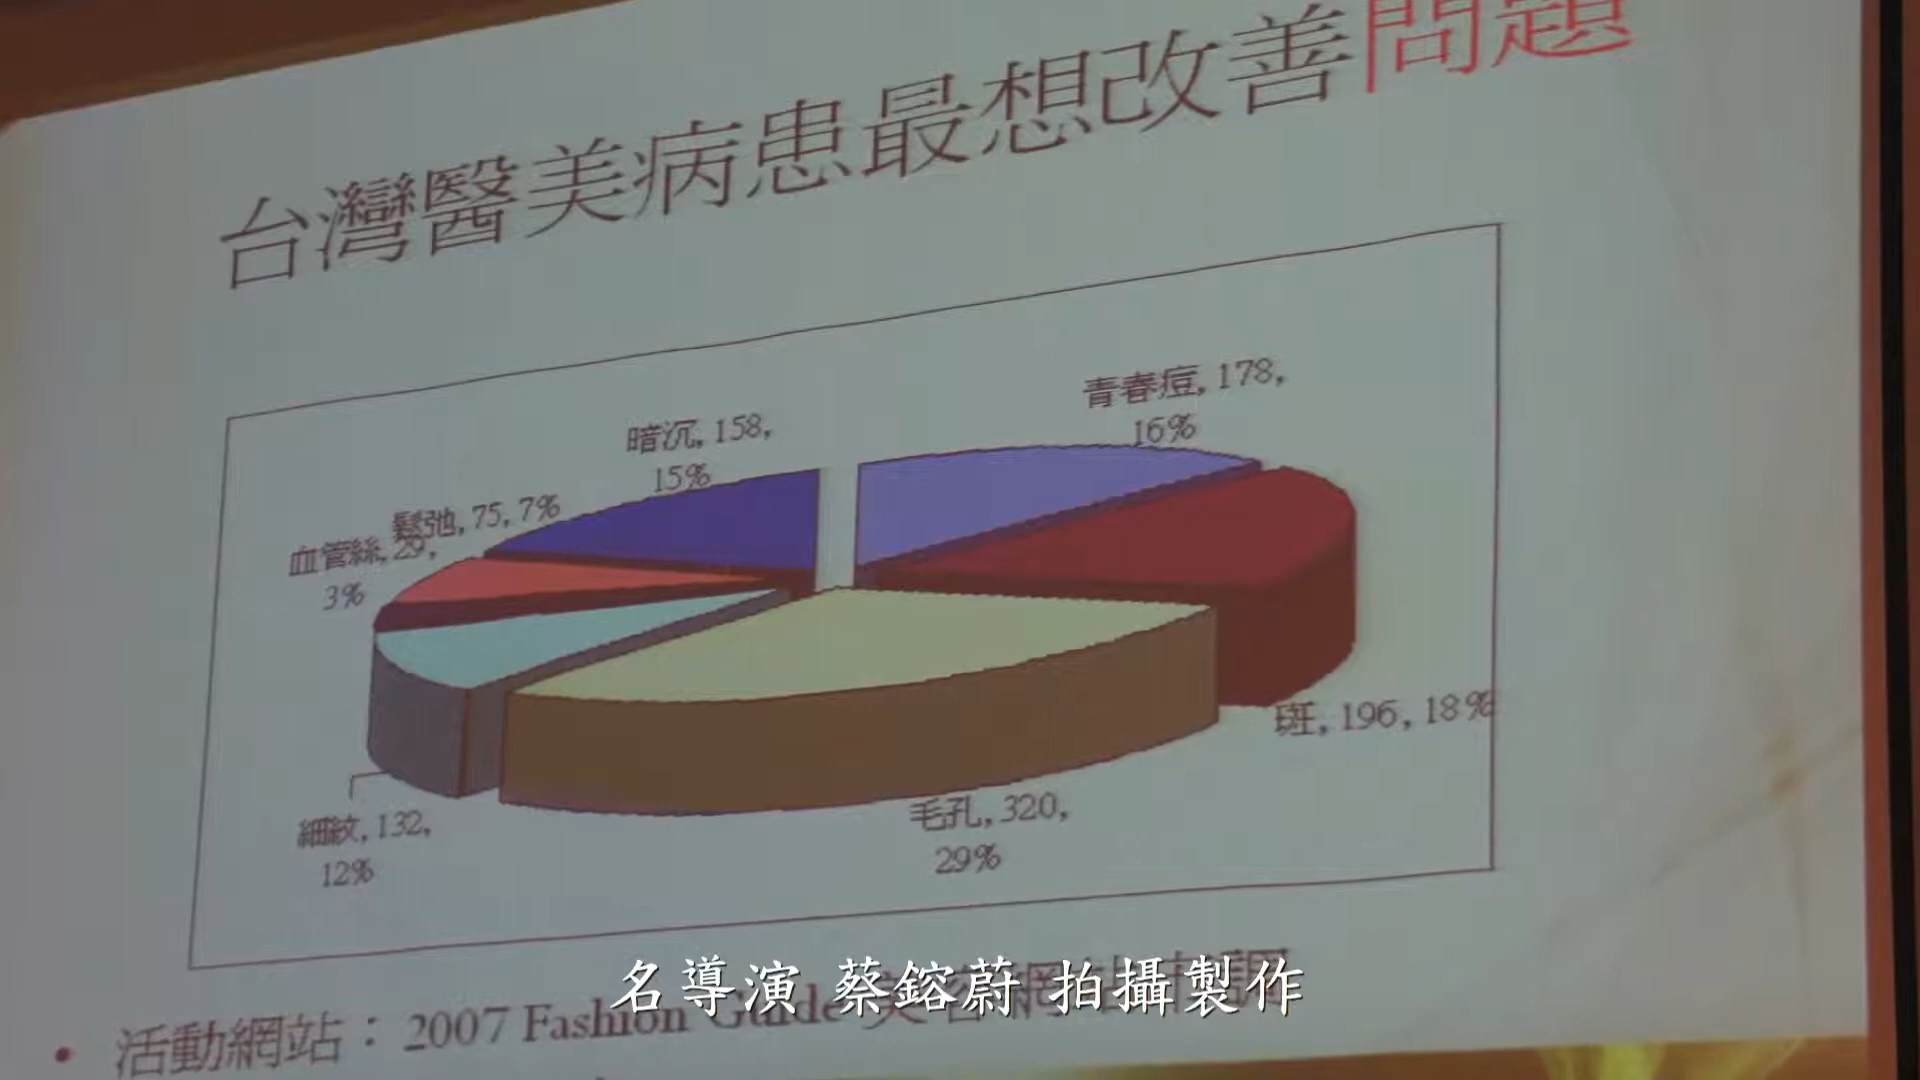 台灣醫美病患最想改善問題
青春痘, 178,
16%
暗沉, 158,
15%
鬆弛, 75, 7%
血管絲, 29,
3%
斑, 196, 18%
毛孔, 320,
29%
細紋, 132,
12%
• 活動網站：2007 Fashion Guide
名導演 蔡鎔蔚 拍攝製作